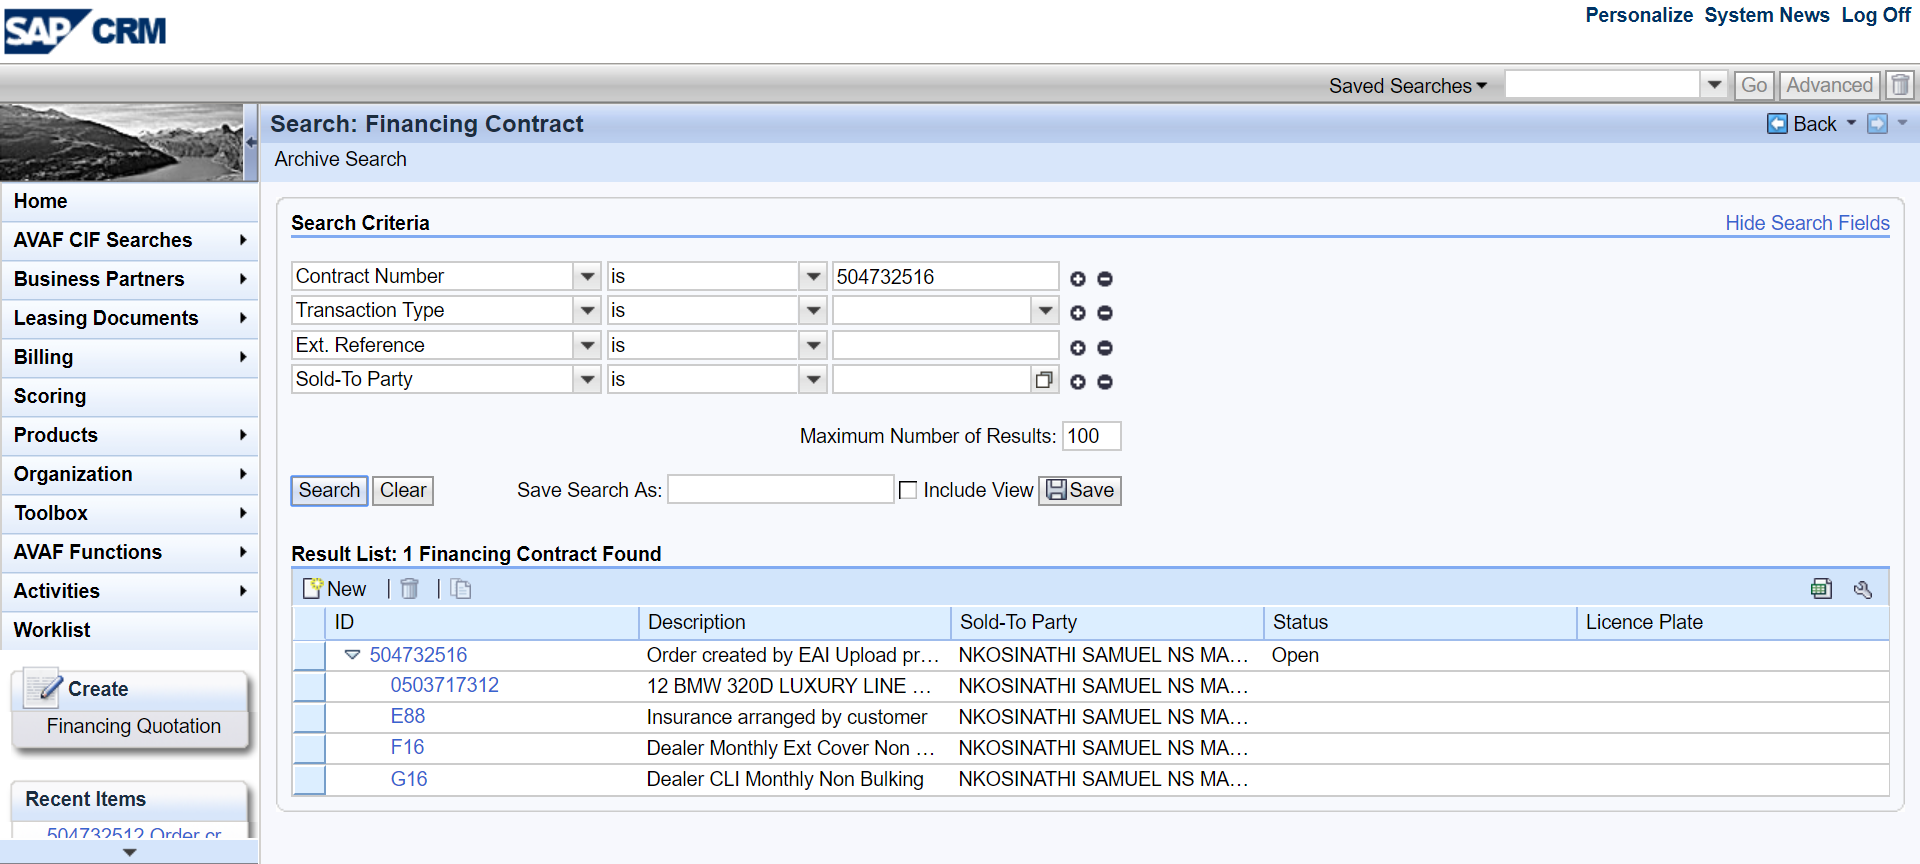 SAP CRM
Personalize System News Log Off
Saved Searches Go Advanced
Search: Financing Contract
Back
Archive Search
Home
AVAF CIF Searches
Business Partners
Leasing Documents
Billing
Scoring
Products
Organization
Toolbox
AVAF Functions
Activities
Worklist
Create
Financing Quotation
Recent Items
504732512 Order cr
Search Criteria
Hide Search Fields
Contract Number is 504732516
Transaction Type is
Ext. Reference is
Sold-To Party is
Maximum Number of Results: 100
Search Clear Save Search As: Include View Save
Result List: 1 Financing Contract Found
New
ID Description Sold-To Party Status Licence Plate
504732516 Order created by EAI Upload pr... NKOSINATHI SAMUEL NS MA... Open
0503717312 12 BMW 320D LUXURY LINE ... NKOSINATHI SAMUEL NS MA...
E88 Insurance arranged by customer NKOSINATHI SAMUEL NS MA...
F16 Dealer Monthly Ext Cover Non ... NKOSINATHI SAMUEL NS MA...
G16 Dealer CLI Monthly Non Bulking NKOSINATHI SAMUEL NS MA...